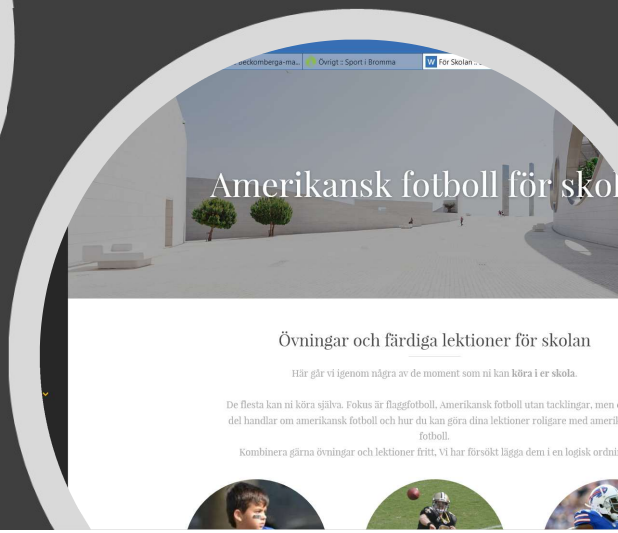 beckomberga-ma...
Övrigt :: Sport i Bromma
W För Skolan ::
Amerikansk fotboll för
Övningar och färdiga lektioner för skolan
Här går vi igenom några av de moment som ni kan köra i er skola.
De flesta kan ni köra själva. Fokus är flaggfotboll, Amerikansk fotboll utan tacklingar, men
del handlar om amerikansk fotboll och hur du kan göra dina lektioner roligare med
fotboll.
Kombinera gärna övningar och lektioner fritt, Vi har försökt lägga dem i en logisk